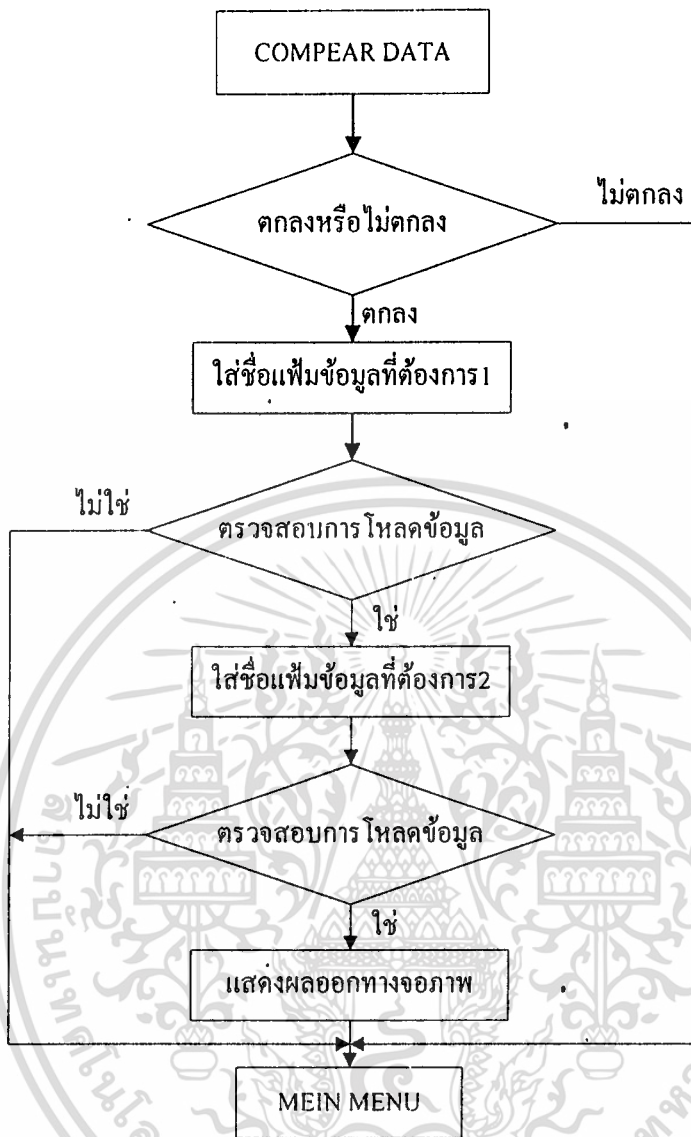 COMPEAR DATA
ตกลงหรือไม่ตกลง
ไม่ตกลง
ตกลง
ใส่ชื่อแฟ้มข้อมูลที่ต้องการ1
ไม่ใช่
ตรวจสอบการโหลดข้อมูล
ใช่
ใส่ชื่อแฟ้มข้อมูลที่ต้องการ2
ไม่ใช่
ตรวจสอบการโหลดข้อมูล
ใช่
แสดงผลออกทางจอภาพ
MEIN MENU